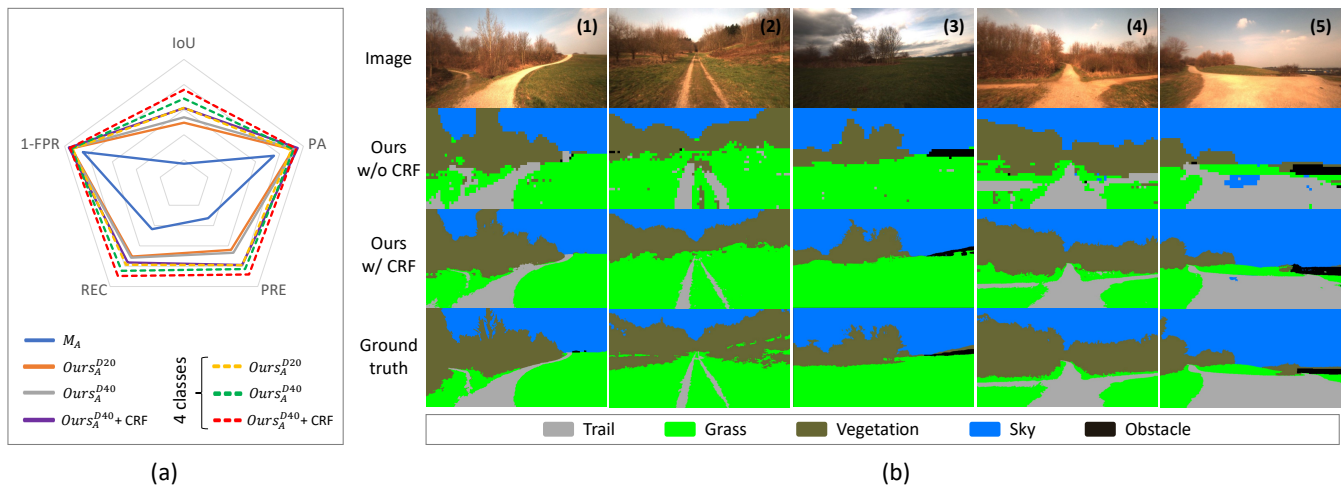 IoU
1-FPR
PA
REC
PRE
M_A
Ours_A^{D20}
Ours_A^{D40}
Ours_A^{D40} + CRF
4 classes
Ours_A^{D20}
Ours_A^{D40}
Ours_A^{D40} + CRF
(a)
Image
(1)
(2)
(3)
(4)
(5)
Ours
w/o CRF
Ours
w/ CRF
Ground
truth
Trail
Grass
Vegetation
Sky
Obstacle
(b)